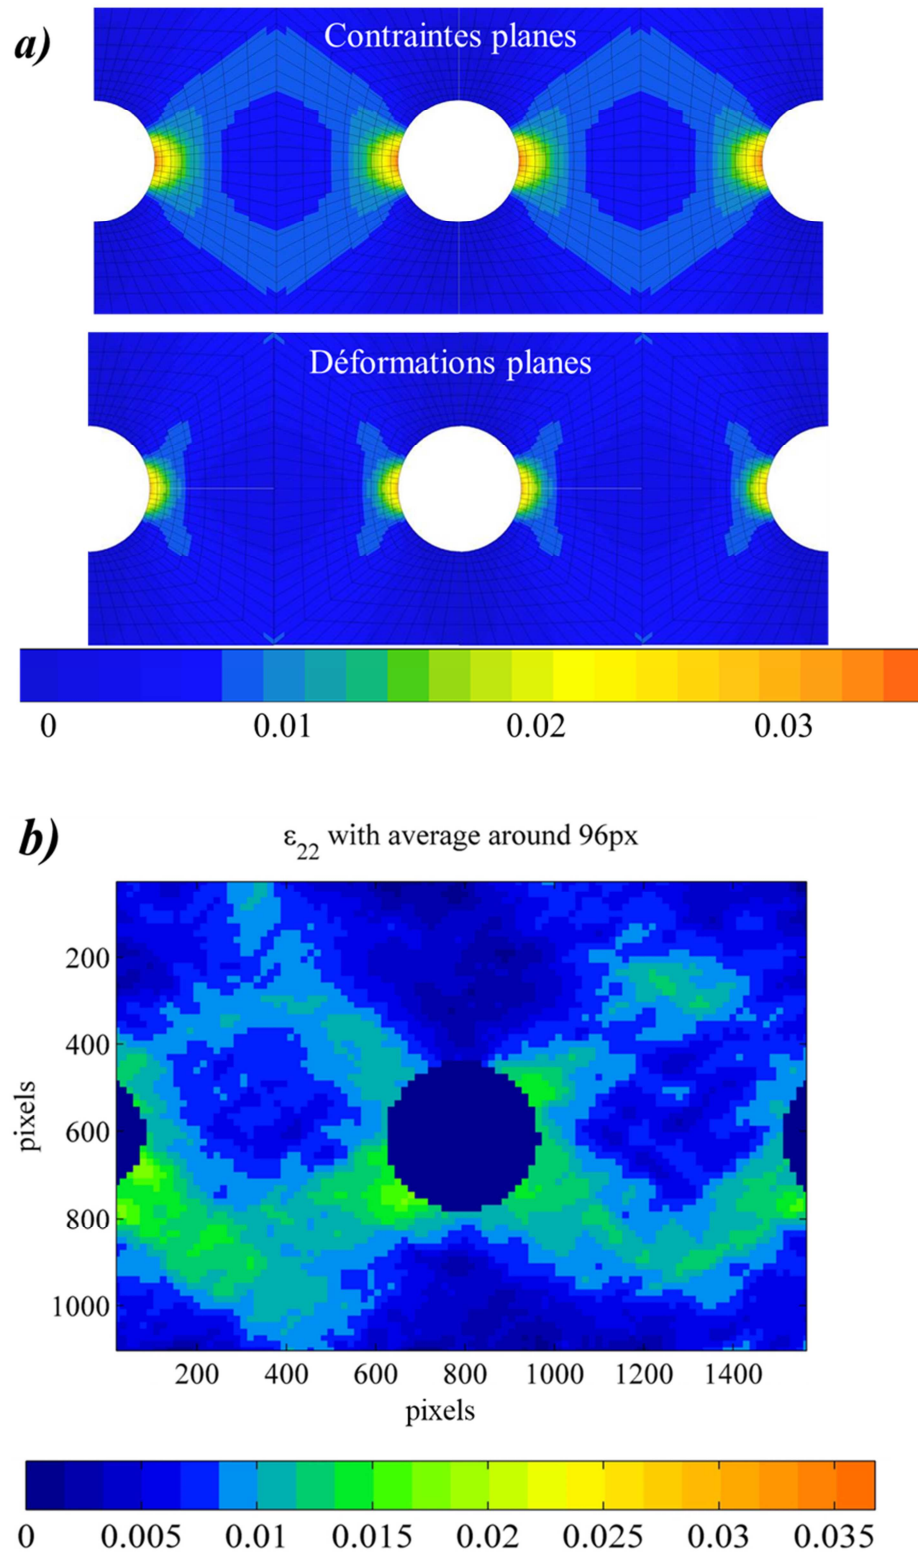 a)
Contraintes planes
Déformations planes
0 0.01 0.02 0.03
b)
ε22 with average around 96px
200
400
600
800
1000
pixels
200 400 600 800 1000 1200 1400
pixels
0 0.005 0.01 0.015 0.02 0.025 0.03 0.035